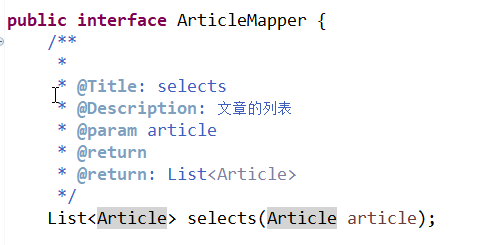 public interface ArticleMapper {
/**
*
* @Title: selects
* @Description: 文章的列表
* @param article
* @return
* @return: List<Article>
*/
List<Article> selects(Article article);